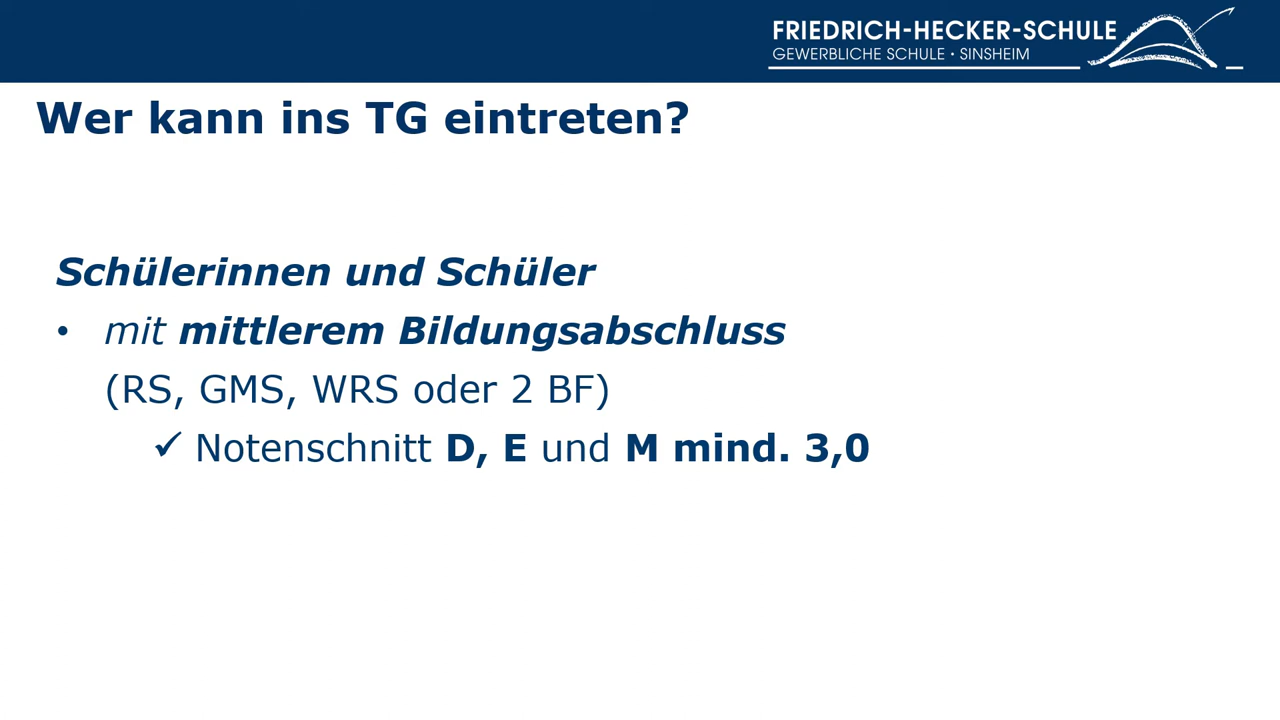 FRIEDRICH-HECKER-SCHULE
GEWERBLICHE SCHULE • SINSHEIM
Wer kann ins TG eintreten?
Schülerinnen und Schüler
• mit mittlerem Bildungsabschluss
(RS, GMS, WRS oder 2 BF)
✓ Notenschnitt D, E und M mind. 3,0